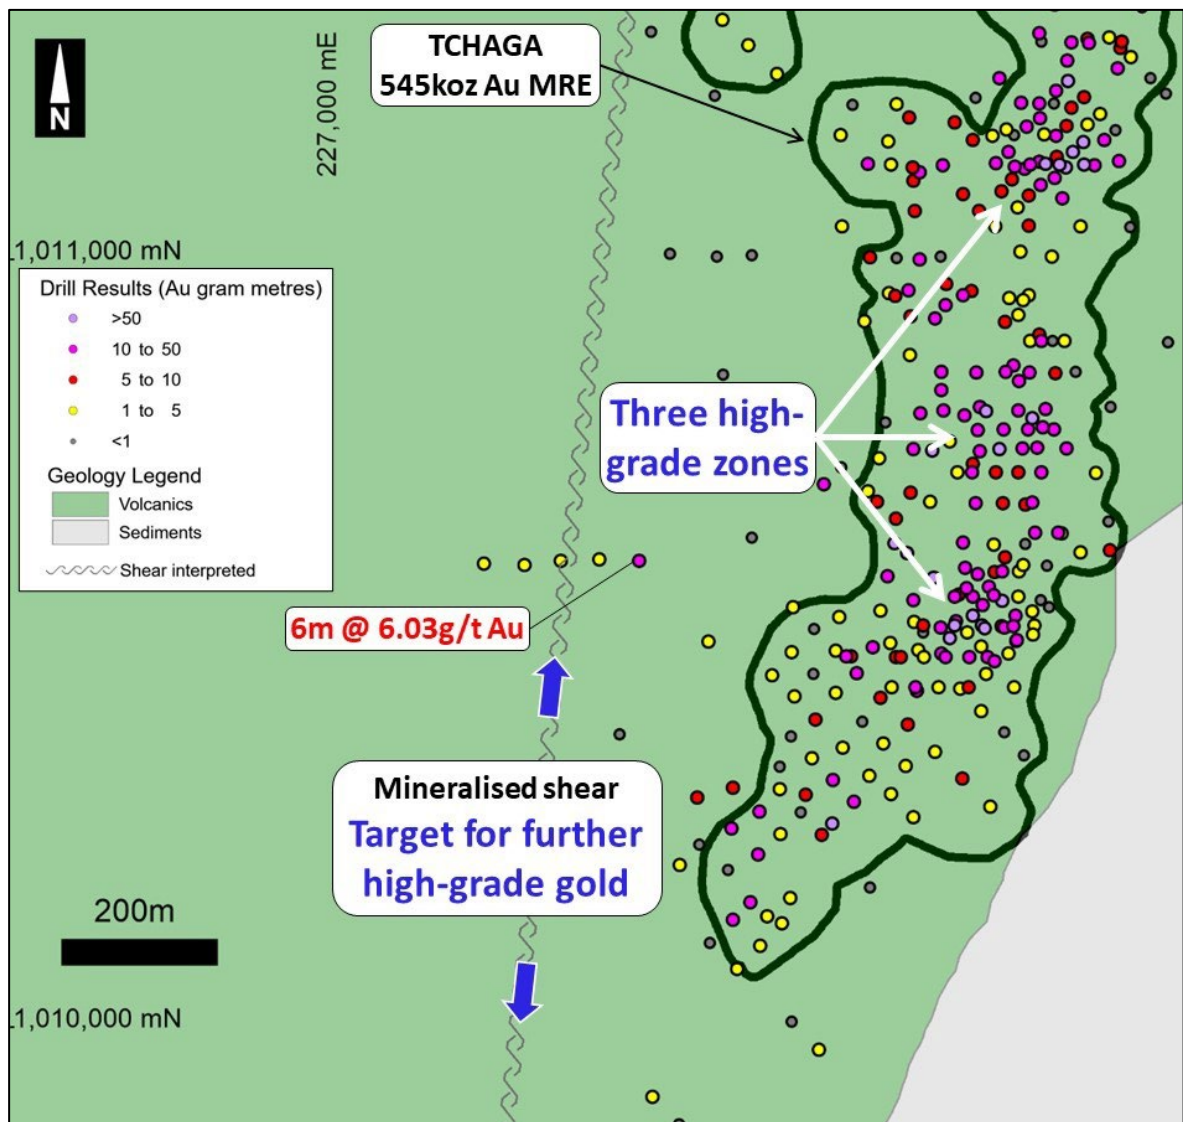 TCHAGA
545koz Au MRE
N
227,000 mE
1,011,000 mN
Drill Results (Au gram metres)
>50
10 to 50
5 to 10
1 to 5
<1
Geology Legend
Volcanics
Sediments
Shear interpreted
Three high-
grade zones
6m @ 6.03g/t Au
Mineralised shear
Target for further
high-grade gold
200m
1,010,000 mN